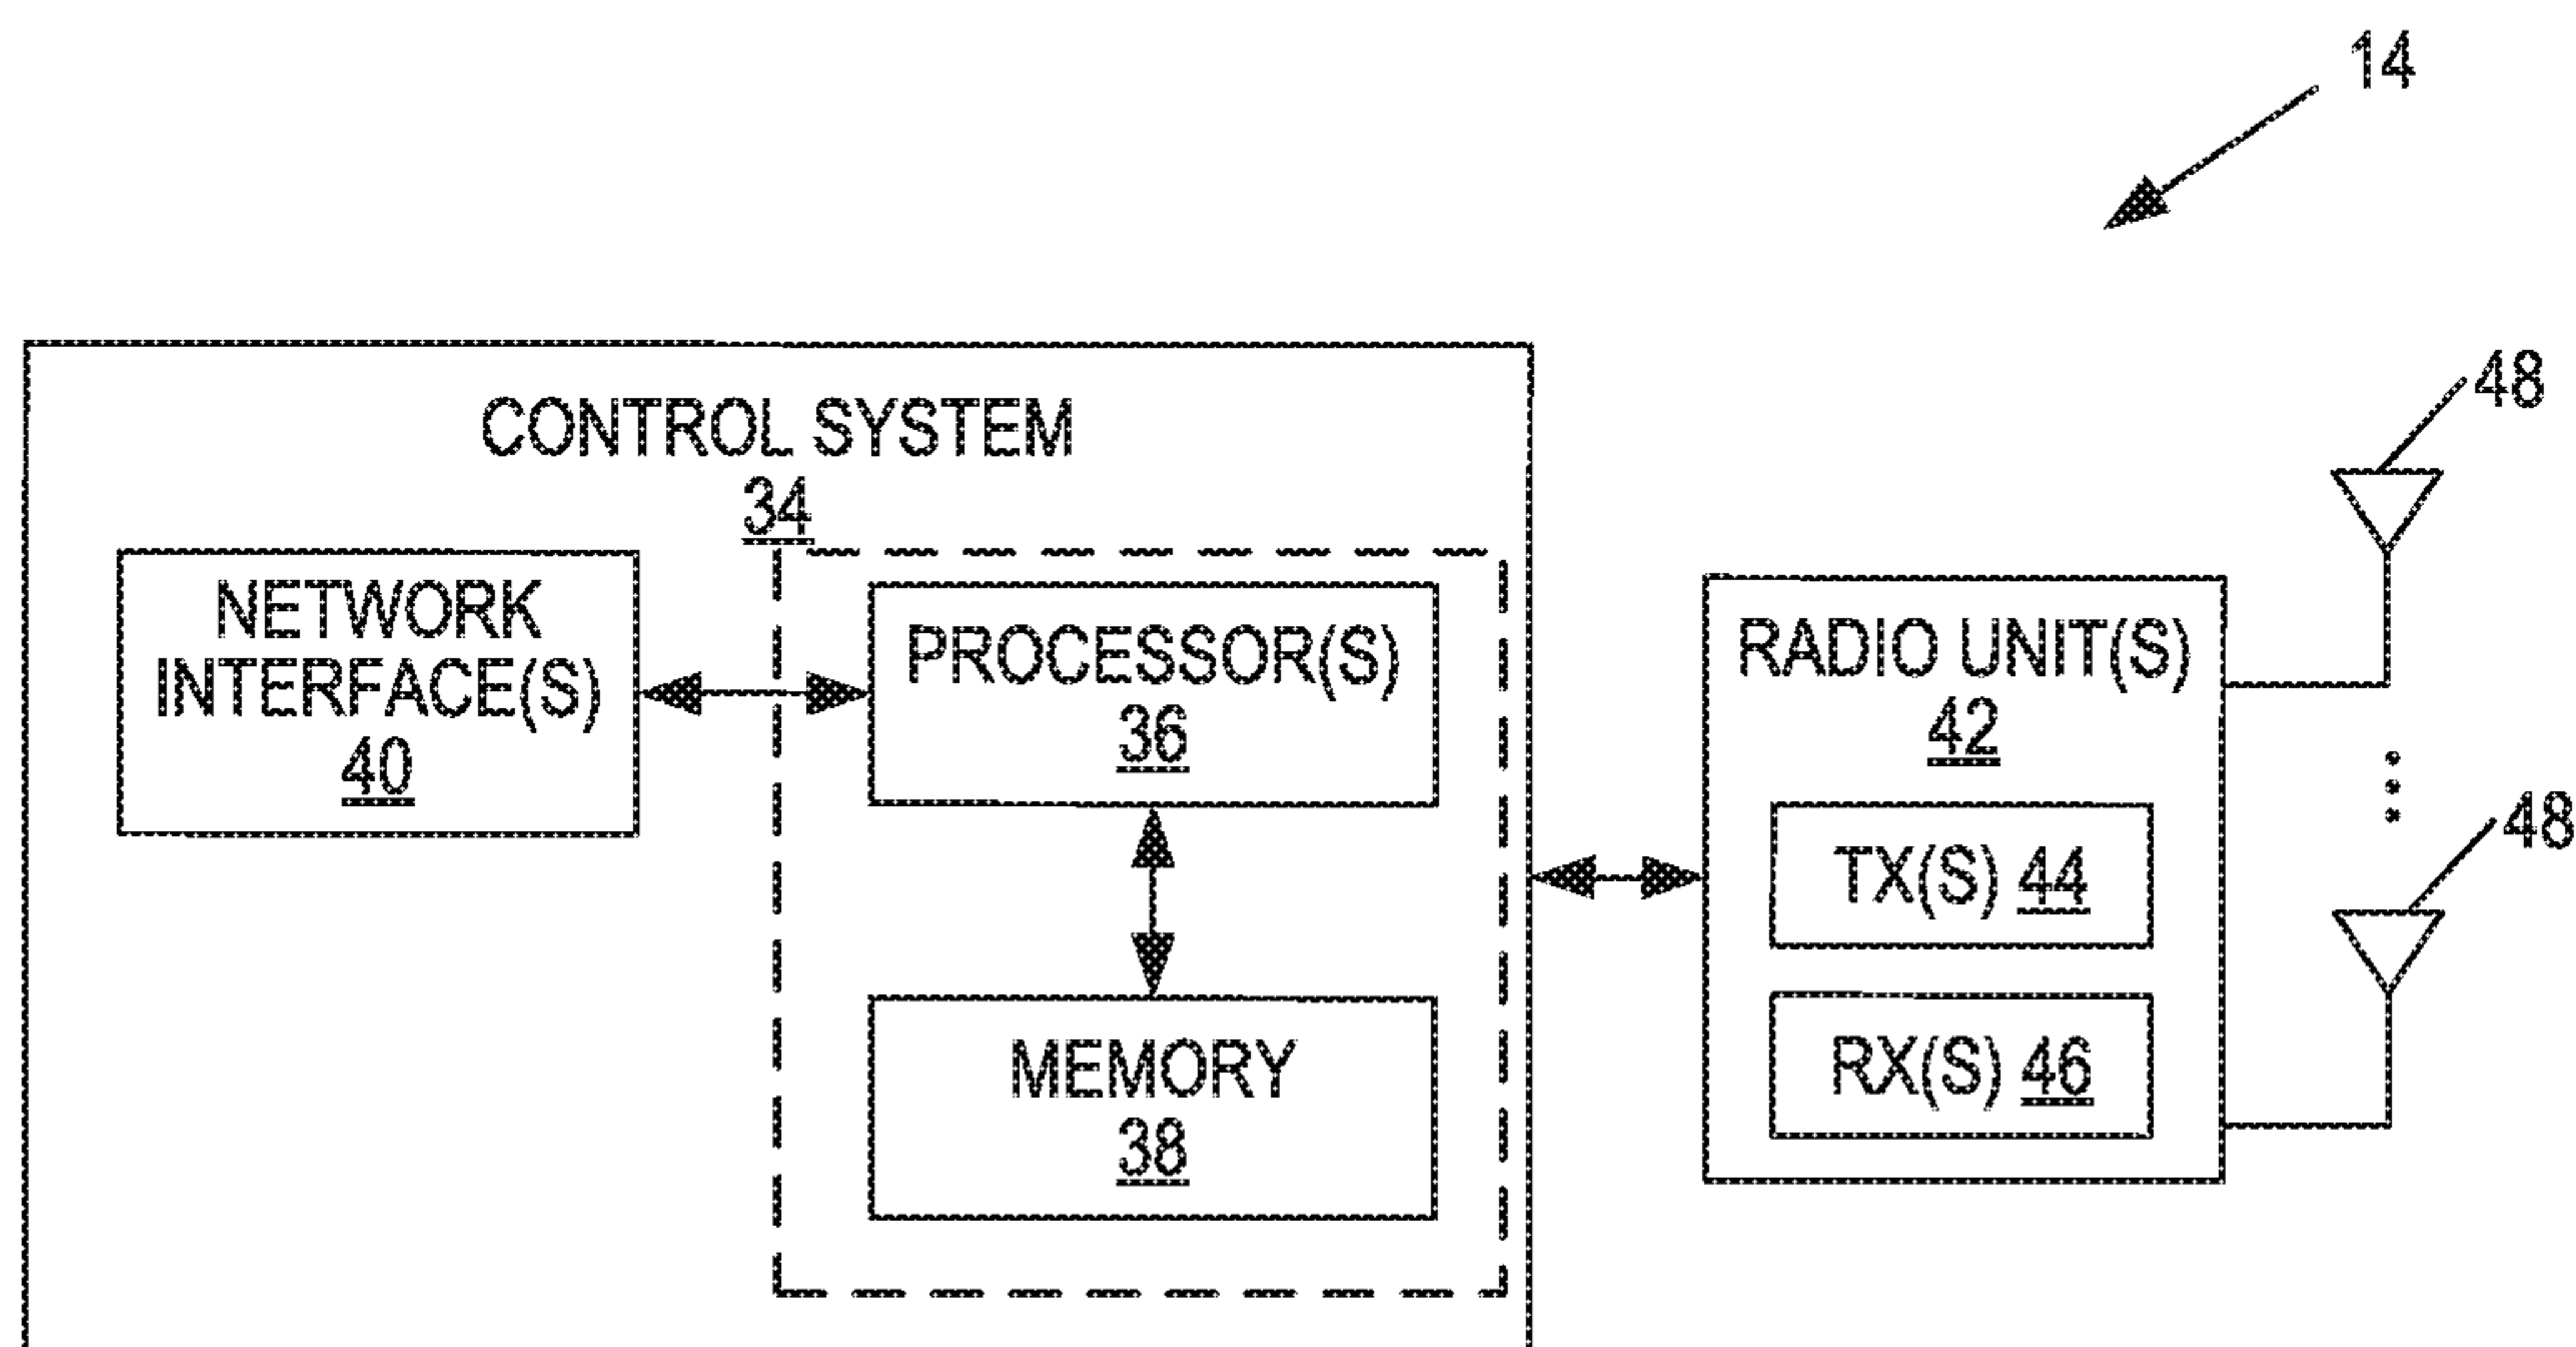 14
CONTROL SYSTEM
34
NETWORK
INTERFACE(S)
40
PROCESSOR(S)
36
MEMORY
38
RADIO UNIT(S)
42
TX(S) 44
RX(S) 46
48
48